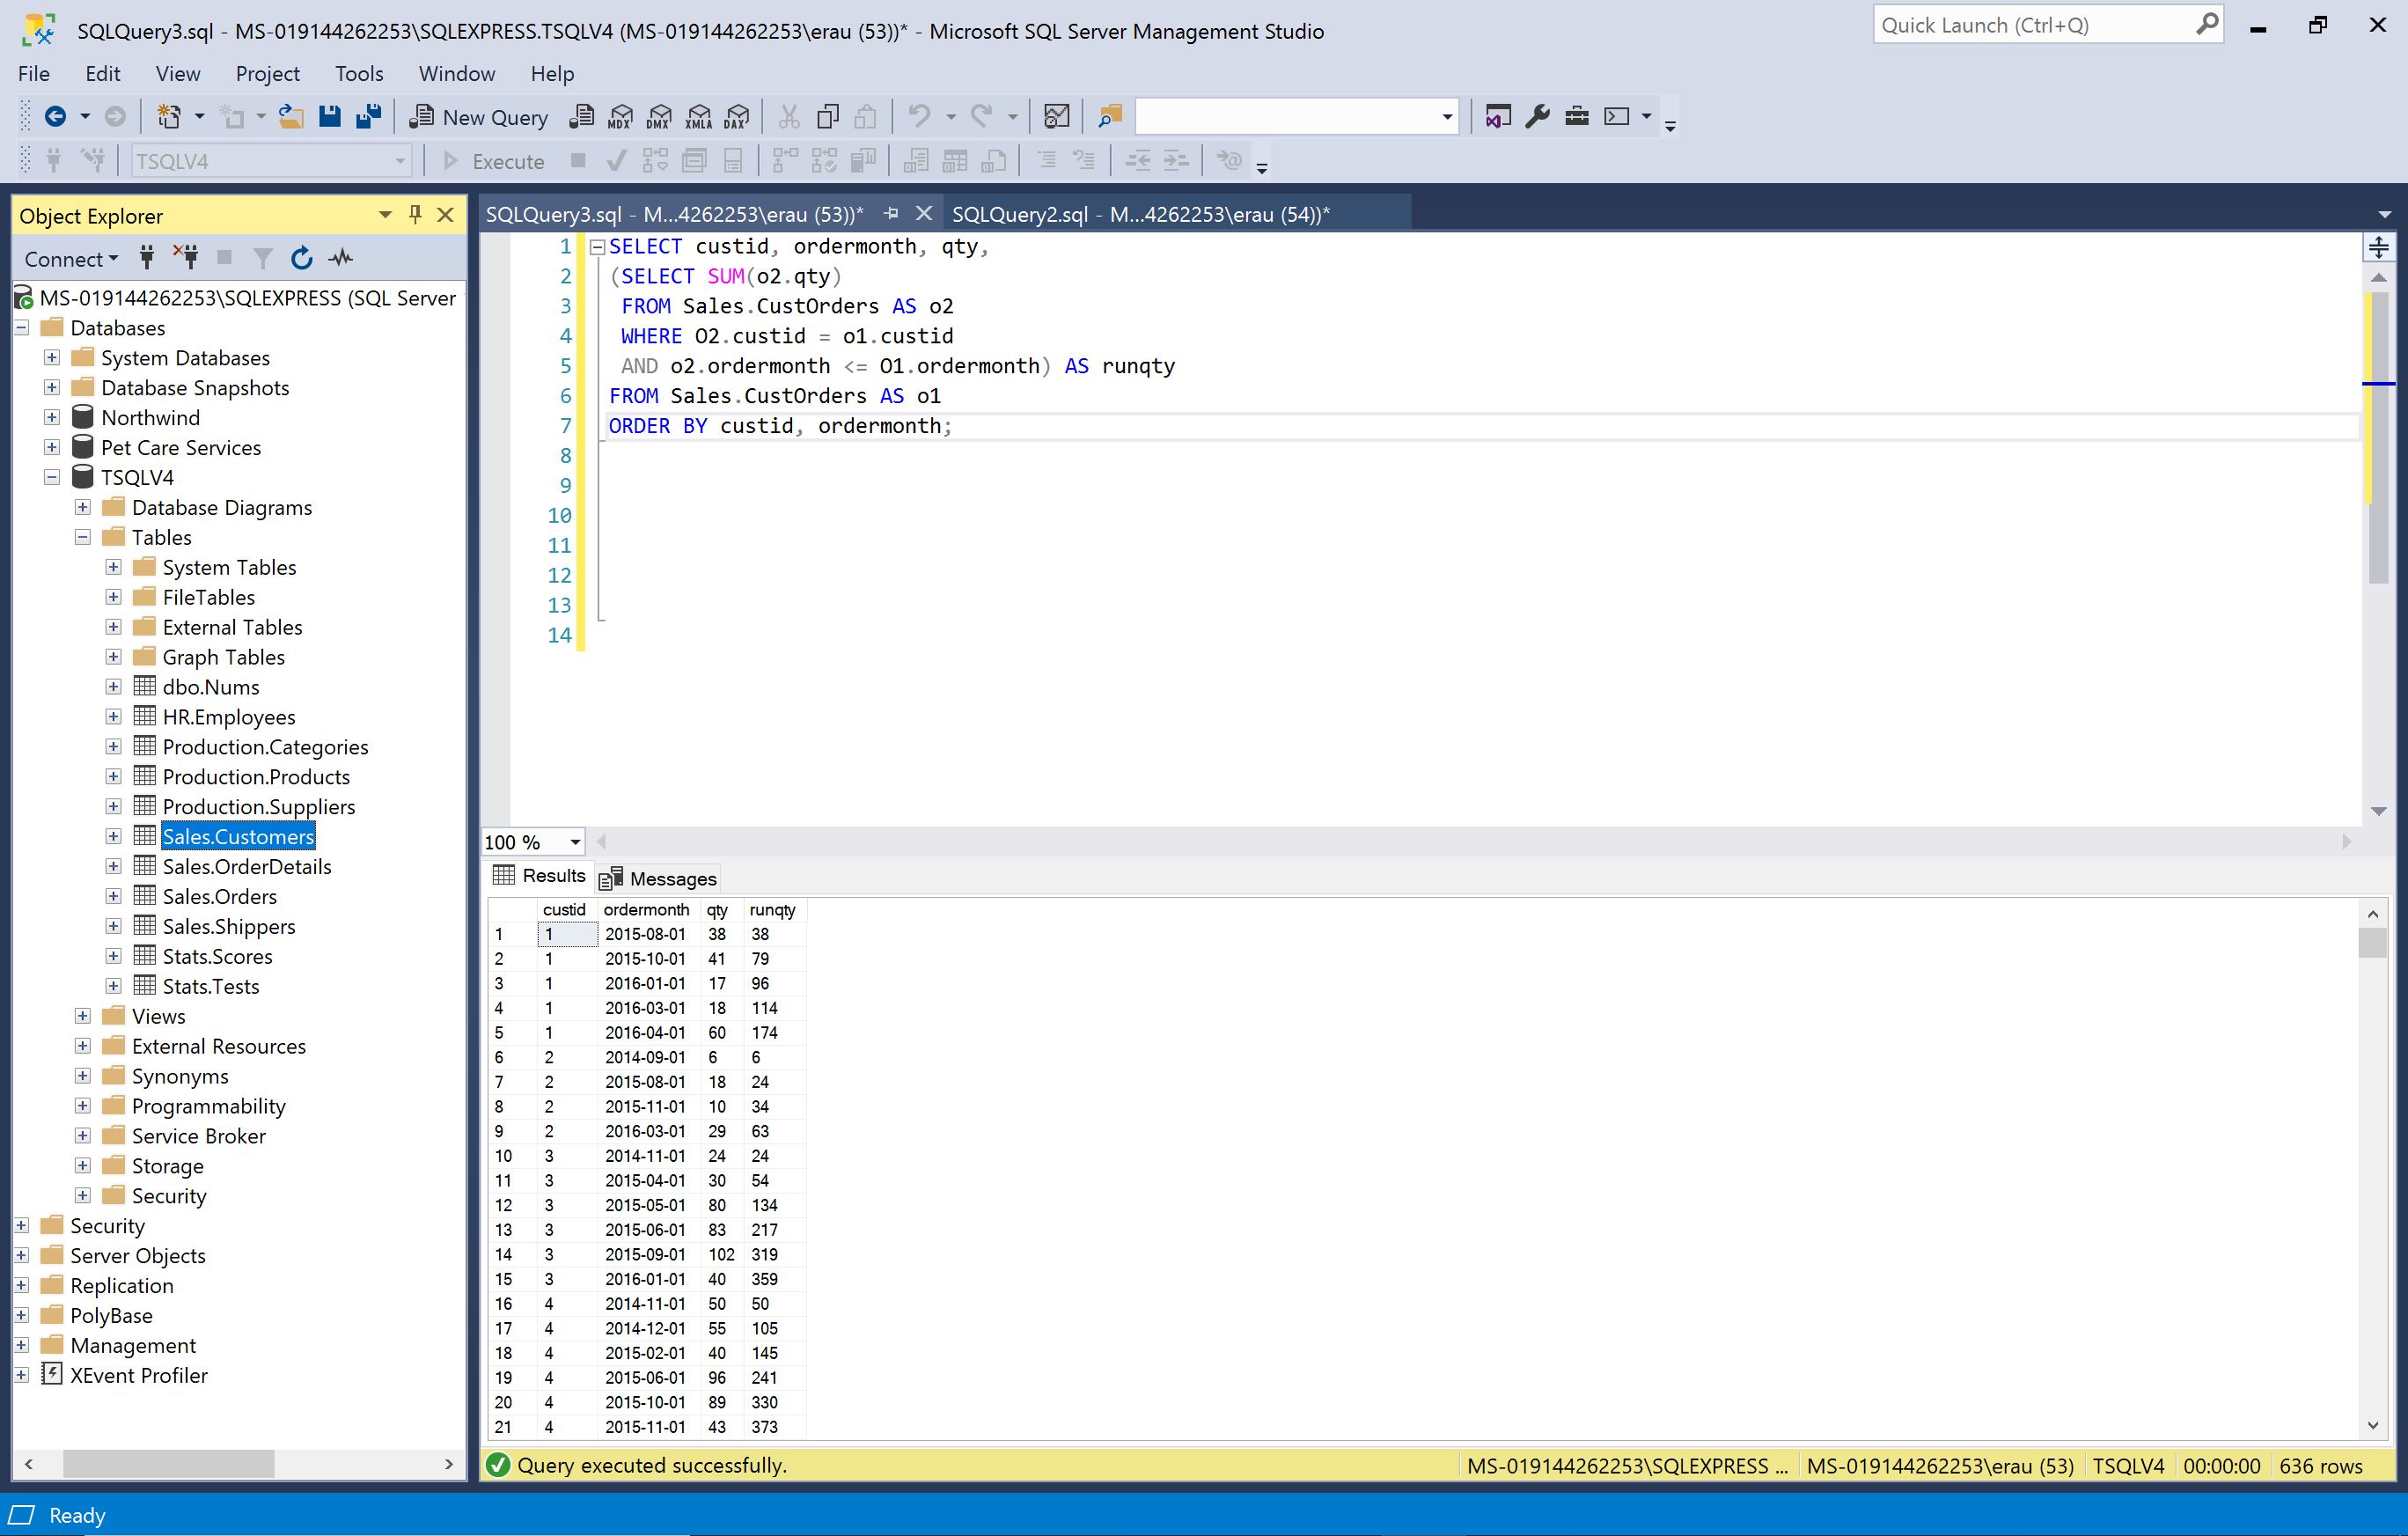 SQLQuery3.sql - MS-019144262253\SQLEXPRESS.TSQLV4 (MS-019144262253\erau (53))* - Microsoft SQL Server Management Studio
Quick Launch (Ctrl+Q)
File Edit View Project Tools Window Help
New Query MDX DMX XMLA DAX
TSQLV4 Execute
Object Explorer
Connect
MS-019144262253\SQLEXPRESS (SQL Server
Databases
System Databases
Database Snapshots
Northwind
Pet Care Services
TSQLV4
Database Diagrams
Tables
System Tables
FileTables
External Tables
Graph Tables
dbo.Nums
HR.Employees
Production.Categories
Production.Products
Production.Suppliers
Sales.Customers
Sales.OrderDetails
Sales.Orders
Sales.Shippers
Stats.Scores
Stats.Tests
Views
External Resources
Synonyms
Programmability
Service Broker
Storage
Security
Security
Server Objects
Replication
PolyBase
Management
XEvent Profiler
SQLQuery3.sql - M...4262253\erau (53))* SQLQuery2.sql - M...4262253\erau (54))*
1 SELECT custid, ordermonth, qty,
2 (SELECT SUM(o2.qty)
3 FROM Sales.CustOrders AS o2
4 WHERE O2.custid = o1.custid
5 AND o2.ordermonth <= O1.ordermonth) AS runqty
6 FROM Sales.CustOrders AS o1
7 ORDER BY custid, ordermonth;
8
9
10
11
12
13
14
100 %
Results Messages
custid ordermonth qty runqty
1 1 2015-08-01 38 38
2 1 2015-10-01 41 79
3 1 2016-01-01 17 96
4 1 2016-03-01 18 114
5 1 2016-04-01 60 174
6 2 2014-09-01 6 6
7 2 2015-08-01 18 24
8 2 2015-11-01 10 34
9 2 2016-03-01 29 63
10 3 2014-11-01 24 24
11 3 2015-04-01 30 54
12 3 2015-05-01 80 134
13 3 2015-06-01 83 217
14 3 2015-09-01 102 319
15 3 2016-01-01 40 359
16 4 2014-11-01 50 50
17 4 2014-12-01 55 105
18 4 2015-02-01 40 145
19 4 2015-06-01 96 241
20 4 2015-10-01 89 330
21 4 2015-11-01 43 373
Query executed successfully. MS-019144262253\SQLEXPRESS ... MS-019144262253\erau (53) TSQLV4 00:00:00 636 rows
Ready